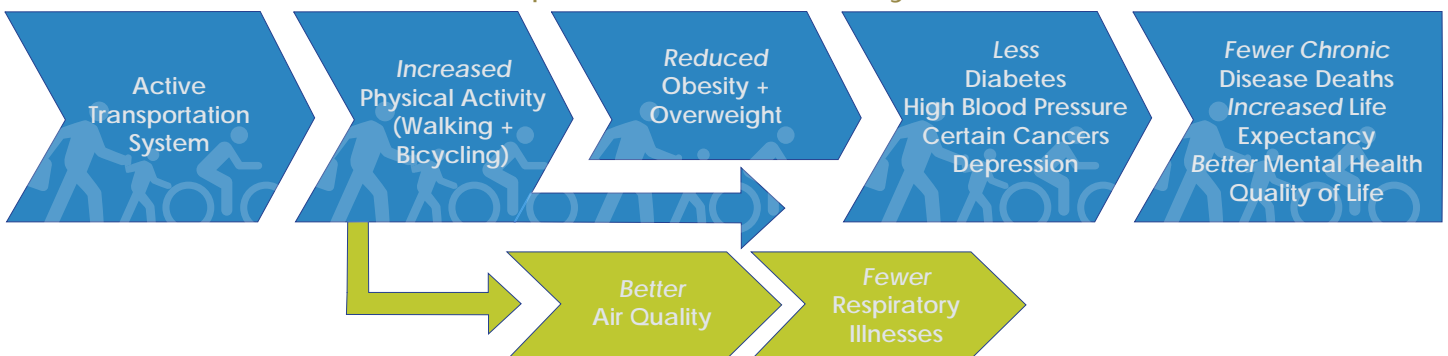 Active
Transportation
System
Increased
Physical Activity
(Walking +
Bicycling)
Reduced
Obesity +
Overweight
Less
Diabetes
High Blood Pressure
Certain Cancers
Depression
Fewer Chronic
Disease Deaths
Increased Life
Expectancy
Better Mental Health
Quality of Life
Better
Air Quality
Fewer
Respiratory
Illnesses